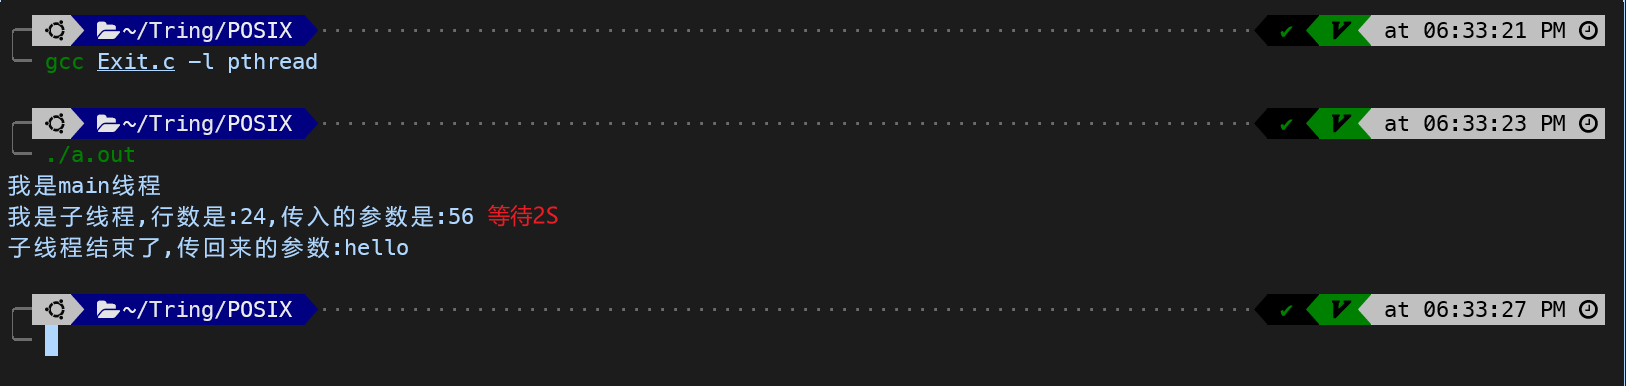 ~/Tring/POSIX ✔ V at 06:33:21 PM
gcc Exit.c -l pthread
~/Tring/POSIX ✔ V at 06:33:23 PM
./a.out
我是main线程
我是子线程,行数是:24,传入的参数是:56 等待2S
子线程结束了,传回来的参数:hello
~/Tring/POSIX ✔ V at 06:33:27 PM